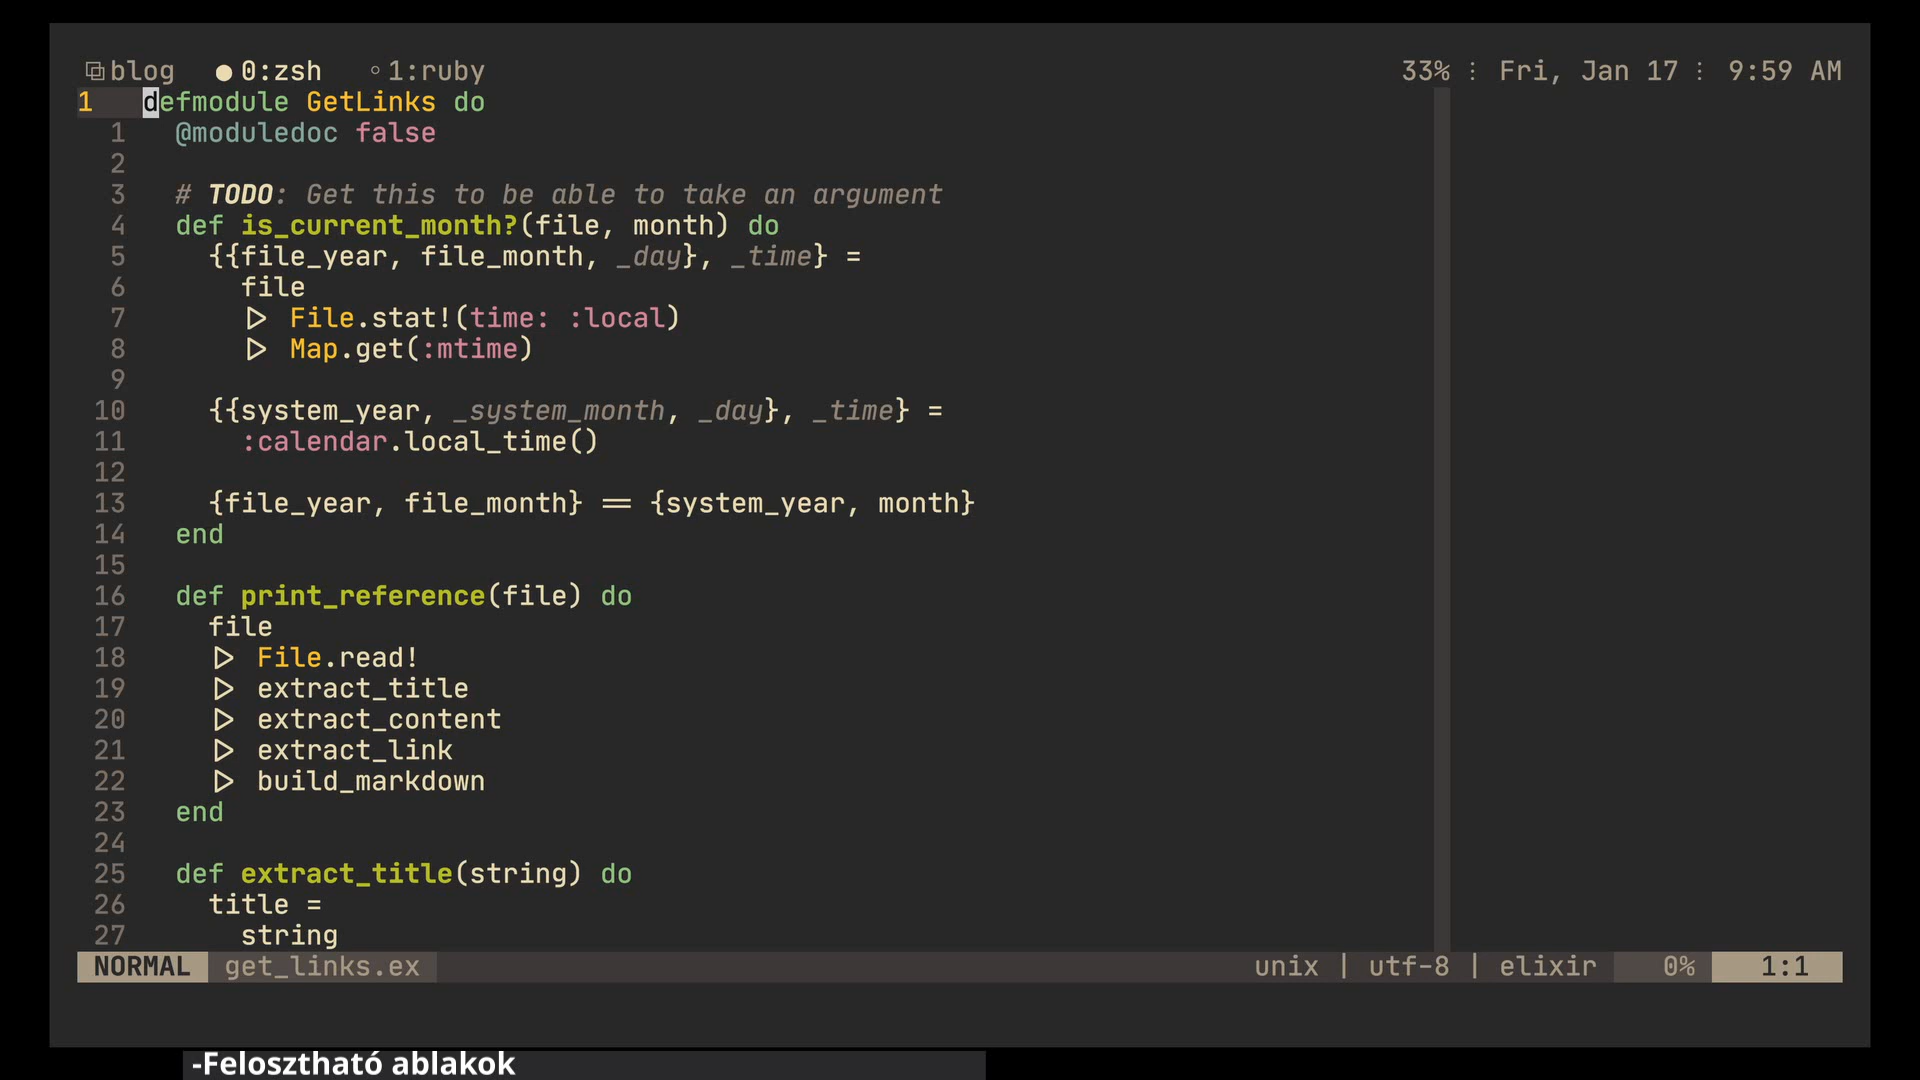 blog 0:zsh 1:ruby 33% ⋮ Fri, Jan 17 ⋮ 9:59 AM
1 defmodule GetLinks do
1 @moduledoc false
2
3 # TODO: Get this to be able to take an argument
4 def is_current_month?(file, month) do
5 {{file_year, file_month, _day}, _time} =
6 file
7 |> File.stat!(time: :local)
8 |> Map.get(:mtime)
9
10 {{system_year, _system_month, _day}, _time} =
11 :calendar.local_time()
12
13 {file_year, file_month} == {system_year, month}
14 end
15
16 def print_reference(file) do
17 file
18 |> File.read!
19 |> extract_title
20 |> extract_content
21 |> extract_link
22 |> build_markdown
23 end
24
25 def extract_title(string) do
26 title =
27 string
NORMAL get_links.ex unix | utf-8 | elixir 0% 1:1
-Felosztható ablakok